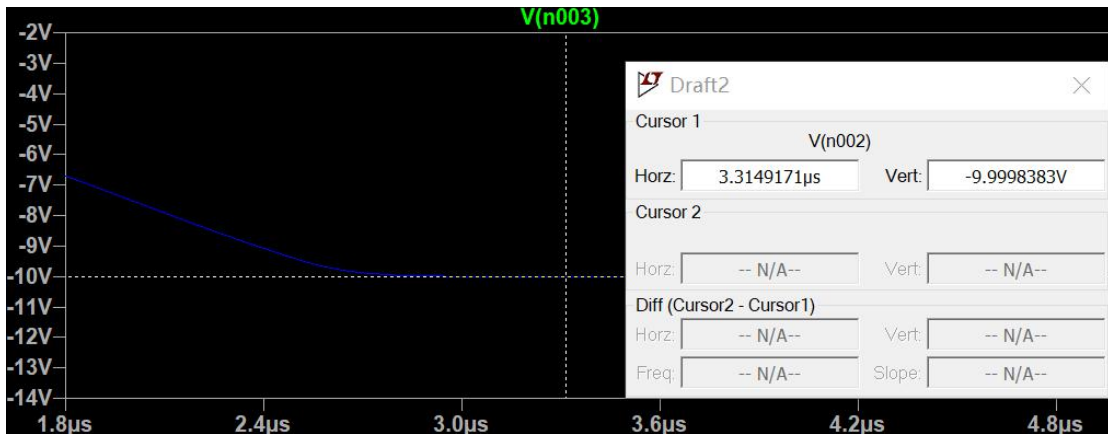 V(n003)
-2V
-3V
-4V
-5V
-6V
-7V
-8V
-9V
-10V
-11V
-12V
-13V
-14V
1.8µs 2.4µs 3.0µs 3.6µs 4.2µs 4.8µs
Draft2
Cursor 1
V(n002)
Horz: 3.3149171µs Vert: -9.9998383V
Cursor 2
Horz: -- N/A-- Vert: -- N/A--
Diff (Cursor2 - Cursor1)
Horz: -- N/A-- Vert: -- N/A--
Freq: -- N/A-- Slope: -- N/A--